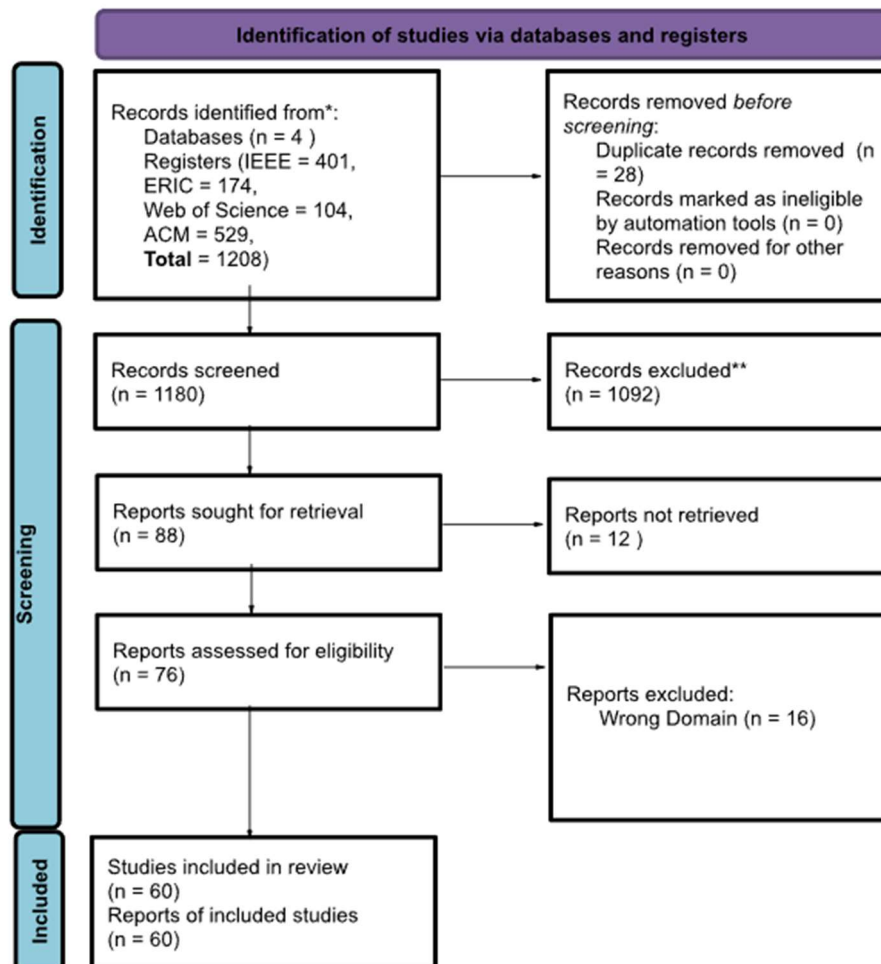 Identification of studies via databases and registers
Identification
Records identified from*:
Databases (n = 4 )
Registers (IEEE = 401,
ERIC = 174,
Web of Science = 104,
ACM = 529,
Total = 1208)
Records removed before
screening:
Duplicate records removed (n
= 28)
Records marked as ineligible
by automation tools (n = 0)
Records removed for other
reasons (n = 0)
Screening
Records screened
(n = 1180)
Records excluded**
(n = 1092)
Reports sought for retrieval
(n = 88)
Reports not retrieved
(n = 12 )
Reports assessed for eligibility
(n = 76)
Reports excluded:
Wrong Domain (n = 16)
Included
Studies included in review
(n = 60)
Reports of included studies
(n = 60)